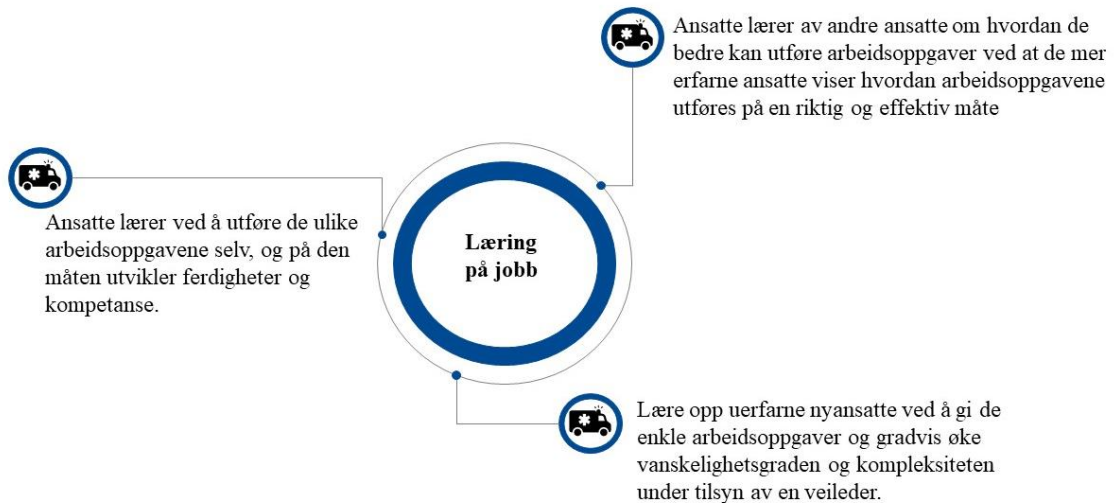 Ansatte lærer av andre ansatte om hvordan de
bedre kan utføre arbeidsoppgaver ved at de mer
erfarne ansatte viser hvordan arbeidsoppgavene
utføres på en riktig og effektiv måte
Ansatte lærer ved å utføre de ulike
arbeidsoppgavene selv, og på den
måten utvikler ferdigheter og
kompetanse.
Læring
på jobb
Lære opp uerfarne nyansatte ved å gi de
enkle arbeidsoppgaver og gradvis øke
vanskelighetsgraden og kompleksiteten
under tilsyn av en veileder.